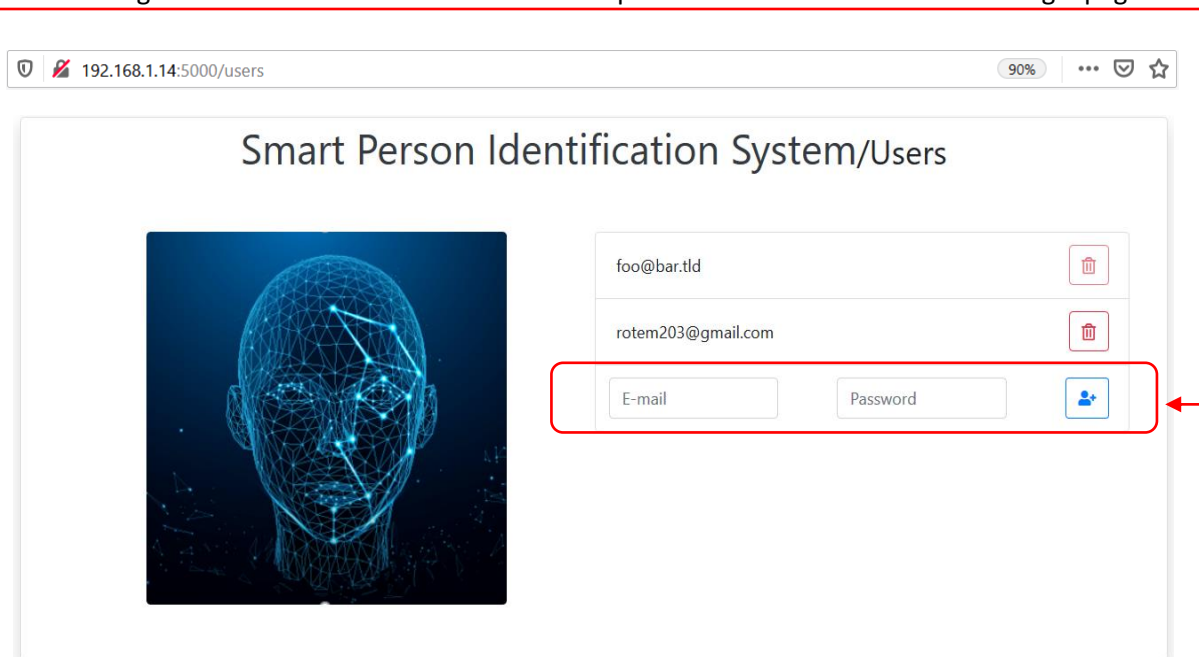 192.168.1.14:5000/users
90%
Smart Person Identification System/Users
foo@bar.tld
rotem203@gmail.com
E-mail Password